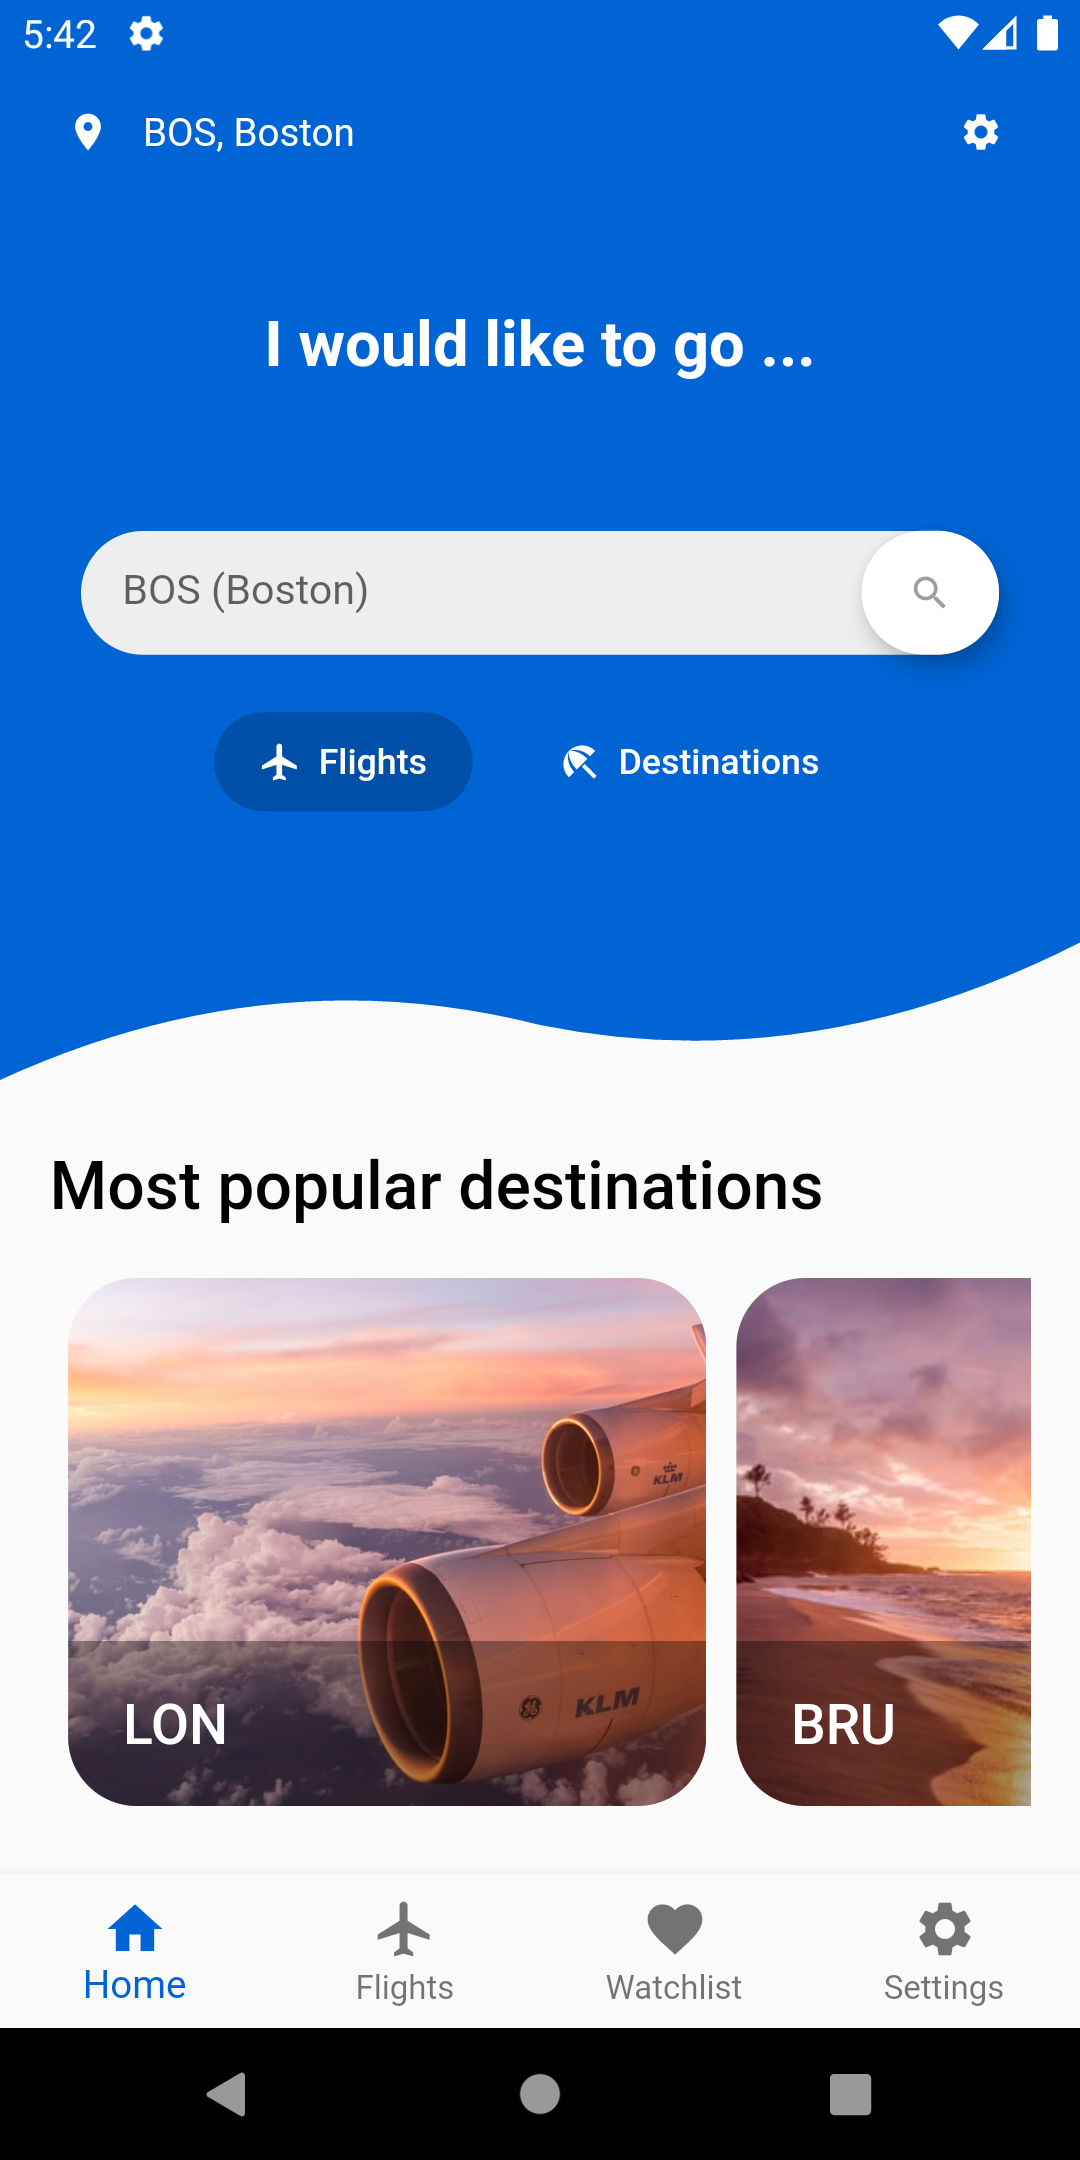 5:42
BOS, Boston
I would like to go ...
BOS (Boston)
Flights
Destinations
Most popular destinations
KLM
KLM
LON
BRU
Home
Flights
Watchlist
Settings